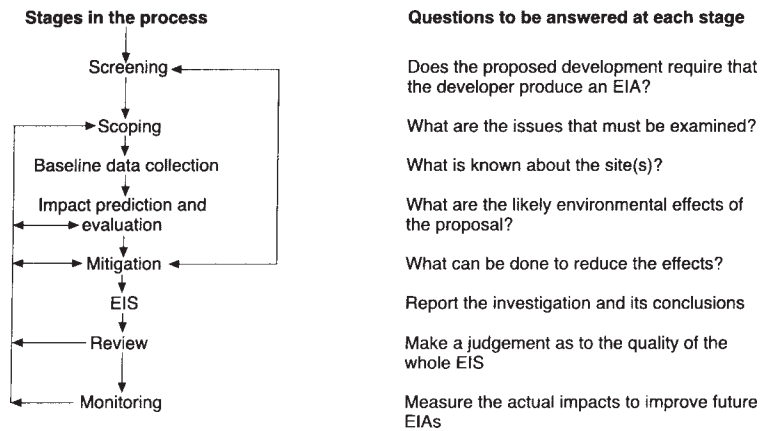 Stages in the process
Questions to be answered at each stage
Screening
Does the proposed development require that
the developer produce an EIA?
Scoping
What are the issues that must be examined?
Baseline data collection
What is known about the site(s)?
Impact prediction and
evaluation
What are the likely environmental effects of
the proposal?
Mitigation
What can be done to reduce the effects?
EIS
Report the investigation and its conclusions
Review
Make a judgement as to the quality of the
whole EIS
Monitoring
Measure the actual impacts to improve future
EIAs